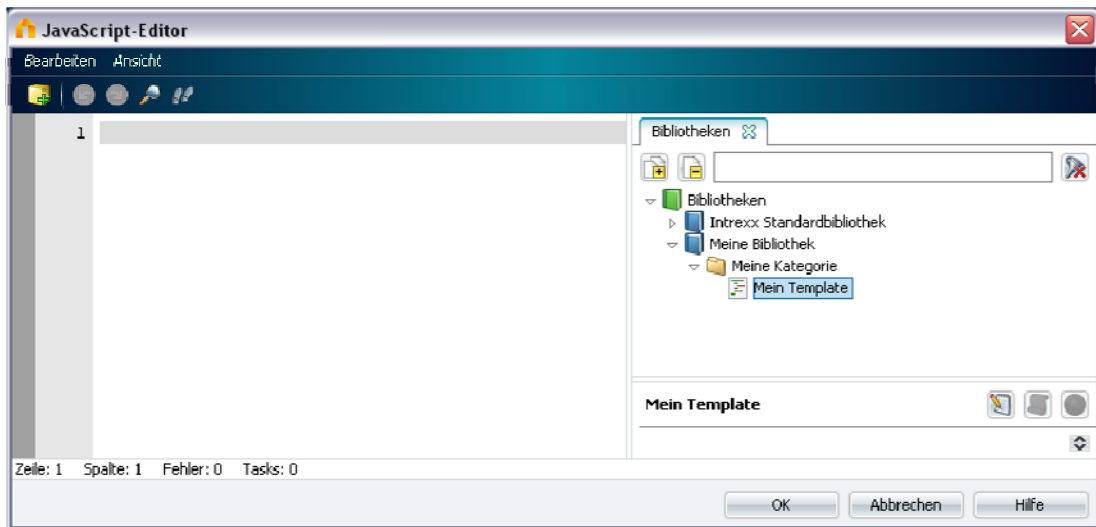 JavaScript-Editor
Bearbeiten Ansicht
1
Bibliotheken
Bibliotheken
Intrexx Standardbibliothek
Meine Bibliothek
Meine Kategorie
Mein Template
Mein Template
Zeile: 1 Spalte: 1 Fehler: 0 Tasks: 0
OK Abbrechen Hilfe